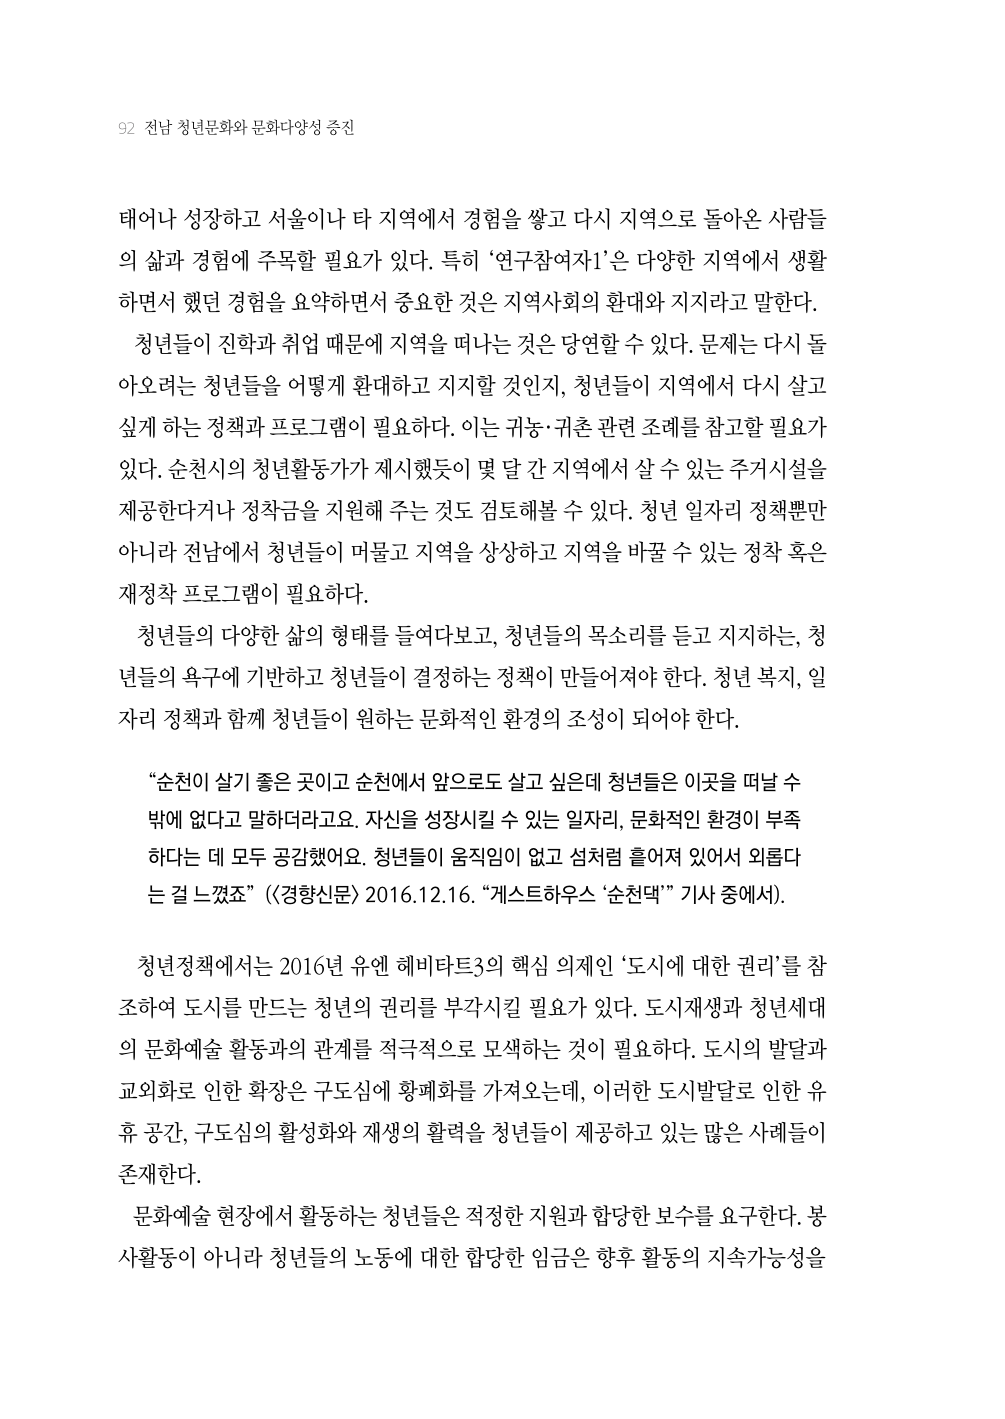 92 전남 청년문화와 문화다양성 증진
태어나 성장하고 서울이나 타 지역에서 경험을 쌓고 다시 지역으로 돌아온 사람들
의 삶과 경험에 주목할 필요가 있다. 특히 ‘연구참여자1’은 다양한 지역에서 생활
하면서 했던 경험을 요약하면서 중요한 것은 지역사회의 환대와 지지라고 말한다.
청년들이 진학과 취업 때문에 지역을 떠나는 것은 당연할 수 있다. 문제는 다시 돌
아오려는 청년들을 어떻게 환대하고 지지할 것인지, 청년들이 지역에서 다시 살고
싶게 하는 정책과 프로그램이 필요하다. 이는 귀농·귀촌 관련 조례를 참고할 필요가
있다. 순천시의 청년활동가가 제시했듯이 몇 달 간 지역에서 살 수 있는 주거시설을
제공한다거나 정착금을 지원해 주는 것도 검토해볼 수 있다. 청년 일자리 정책뿐만
아니라 전남에서 청년들이 머물고 지역을 상상하고 지역을 바꿀 수 있는 정착 혹은
재정착 프로그램이 필요하다.
청년들의 다양한 삶의 형태를 들여다보고, 청년들의 목소리를 듣고 지지하는, 청
년들의 욕구에 기반하고 청년들이 결정하는 정책이 만들어져야 한다. 청년 복지, 일
자리 정책과 함께 청년들이 원하는 문화적인 환경의 조성이 되어야 한다.
“순천이 살기 좋은 곳이고 순천에서 앞으로도 살고 싶은데 청년들은 이곳을 떠날 수
밖에 없다고 말하더라고요. 자신을 성장시킬 수 있는 일자리, 문화적인 환경이 부족
하다는 데 모두 공감했어요. 청년들이 움직임이 없고 섬처럼 흩어져 있어서 외롭다
는 걸 느꼈죠” (〈경향신문〉 2016.12.16. “게스트하우스 ‘순천댁’” 기사 중에서).
청년정책에서는 2016년 유엔 헤비타트3의 핵심 의제인 ‘도시에 대한 권리’를 참
조하여 도시를 만드는 청년의 권리를 부각시킬 필요가 있다. 도시재생과 청년세대
의 문화예술 활동과의 관계를 적극적으로 모색하는 것이 필요하다. 도시의 발달과
교외화로 인한 확장은 구도심에 황폐화를 가져오는데, 이러한 도시발달로 인한 유
휴 공간, 구도심의 활성화와 재생의 활력을 청년들이 제공하고 있는 많은 사례들이
존재한다.
문화예술 현장에서 활동하는 청년들은 적정한 지원과 합당한 보수를 요구한다. 봉
사활동이 아니라 청년들의 노동에 대한 합당한 임금은 향후 활동의 지속가능성을